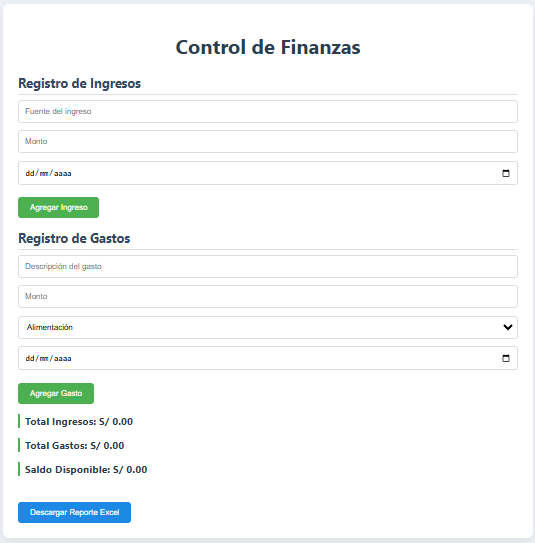 Control de Finanzas
Registro de Ingresos
Fuente del ingreso
Monto
dd/mm/aaaa
Agregar Ingreso
Registro de Gastos
Descripción del gasto
Monto
Alimentación
dd/mm/aaaa
Agregar Gasto
Total Ingresos: S/ 0.00
Total Gastos: S/ 0.00
Saldo Disponible: S/ 0.00
Descargar Reporte Excel